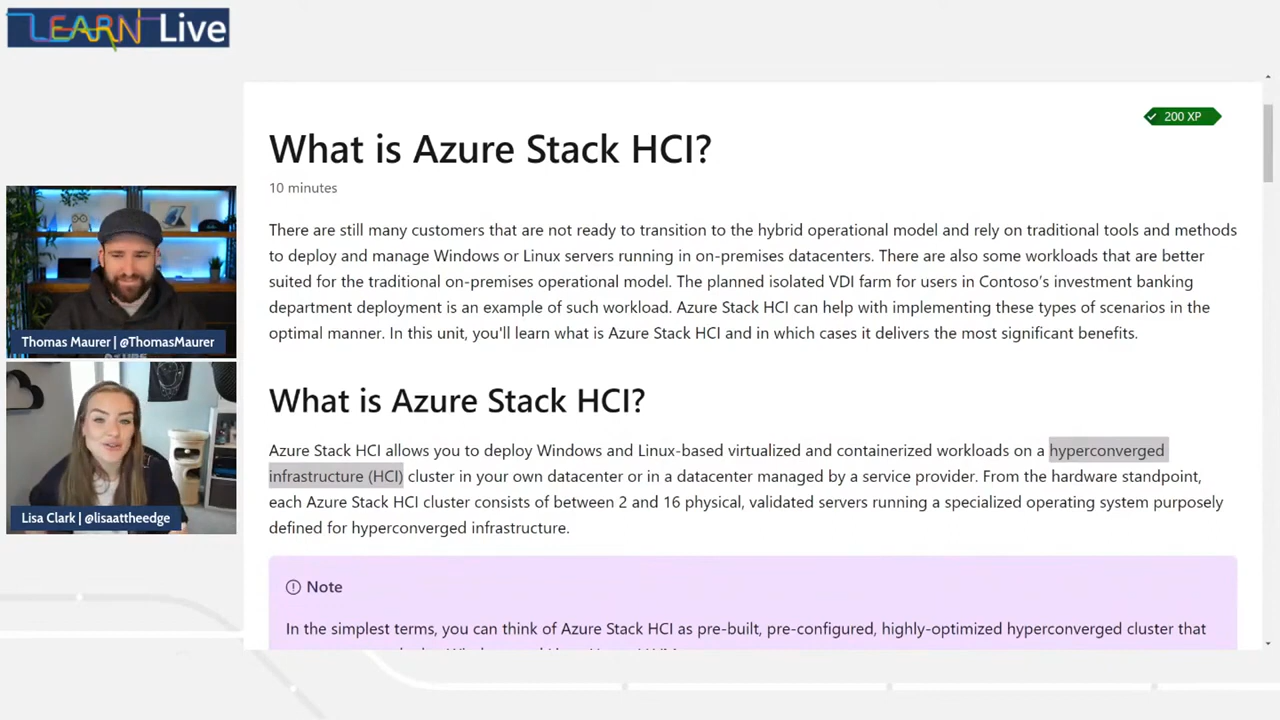 LEARN Live
200 XP
What is Azure Stack HCI?
10 minutes
There are still many customers that are not ready to transition to the hybrid operational model and rely on traditional tools and methods
to deploy and manage Windows or Linux servers running in on-premises datacenters. There are also some workloads that are better
suited for the traditional on-premises operational model. The planned isolated VDI farm for users in Contoso's investment banking
department deployment is an example of such workload. Azure Stack HCI can help with implementing these types of scenarios in the
optimal manner. In this unit, you'll learn what is Azure Stack HCI and in which cases it delivers the most significant benefits.
Thomas Maurer | @ThomasMaurer
What is Azure Stack HCI?
Azure Stack HCI allows you to deploy Windows and Linux-based virtualized and containerized workloads on a hyperconverged
infrastructure (HCI) cluster in your own datacenter or in a datacenter managed by a service provider. From the hardware standpoint,
each Azure Stack HCI cluster consists of between 2 and 16 physical, validated servers running a specialized operating system purposely
defined for hyperconverged infrastructure.
Lisa Clark | @lisaattheedge
Note
In the simplest terms, you can think of Azure Stack HCI as pre-built, pre-configured, highly-optimized hyperconverged cluster that